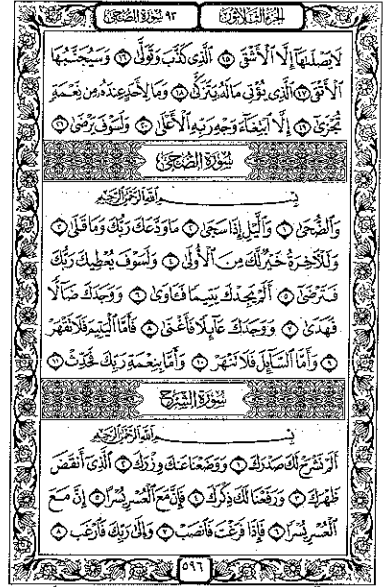 الجزء الثلاثون ٩٣ سورة الضحى
لَا يَصْلَىٰهَآ إِلَّا ٱلْأَشْقَى ١٥ ٱلَّذِى كَذَّبَ وَتَوَلَّىٰ ١٦ وَسَيُجَنَّبُهَا
ٱلْأَتْقَى ١٧ ٱلَّذِى يُؤْتِى مَالَهُۥ يَتَزَكَّىٰ ١٨ وَمَا لِأَحَدٍ عِندَهُۥ مِن نِّعْمَةٍ
تُجْزَىٰٓ ١٩ إِلَّا ٱبْتِغَآءَ وَجْهِ رَبِّهِ ٱلْأَعْلَىٰ ٢٠ وَلَسَوْفَ يَرْضَىٰ ٢١
سُورَةُ الضُّحَىٰ
بِسْمِ ٱللَّهِ ٱلرَّحْمَٰنِ ٱلرَّحِيمِ
وَٱلضُّحَىٰ ١ وَٱلَّيْلِ إِذَا سَجَىٰ ٢ مَا وَدَّعَكَ رَبُّكَ وَمَا قَلَىٰ ٣
وَلَلْءَاخِرَةُ خَيْرٌ لَّكَ مِنَ ٱلْأُولَىٰ ٤ وَلَسَوْفَ يُعْطِيكَ رَبُّكَ
فَتَرْضَىٰٓ ٥ أَلَمْ يَجِدْكَ يَتِيمًا فَـَٔاوَىٰ ٦ وَوَجَدَكَ ضَآلًّا
فَهَدَىٰ ٧ وَوَجَدَكَ عَآئِلًا فَأَغْنَىٰ ٨ فَأَمَّا ٱلْيَتِيمَ فَلَا تَقْهَرْ
٩ وَأَمَّا ٱلسَّآئِلَ فَلَا تَنْهَرْ ١٠ وَأَمَّا بِنِعْمَةِ رَبِّكَ فَحَدِّثْ ١١
سُورَةُ الشَّرْحِ
بِسْمِ ٱللَّهِ ٱلرَّحْمَٰنِ ٱلرَّحِيمِ
أَلَمْ نَشْرَحْ لَكَ صَدْرَكَ ١ وَوَضَعْنَا عَنكَ وِزْرَكَ ٢ ٱلَّذِىٓ أَنقَضَ
ظَهْرَكَ ٣ وَرَفَعْنَا لَكَ ذِكْرَكَ ٤ فَإِنَّ مَعَ ٱلْعُسْرِ يُسْرًا ٥ إِنَّ مَعَ
ٱلْعُسْرِ يُسْرًا ٦ فَإِذَا فَرَغْتَ فَٱنصَبْ ٧ وَإِلَىٰ رَبِّكَ فَٱرْغَب ٨
٥٩٦